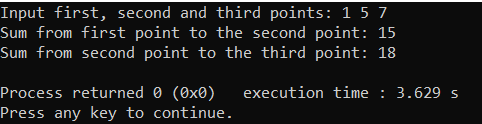 Input first, second and third points: 1 5 7
Sum from first point to the second point: 15
Sum from second point to the third point: 18
Process returned 0 (0x0)   execution time : 3.629 s
Press any key to continue.